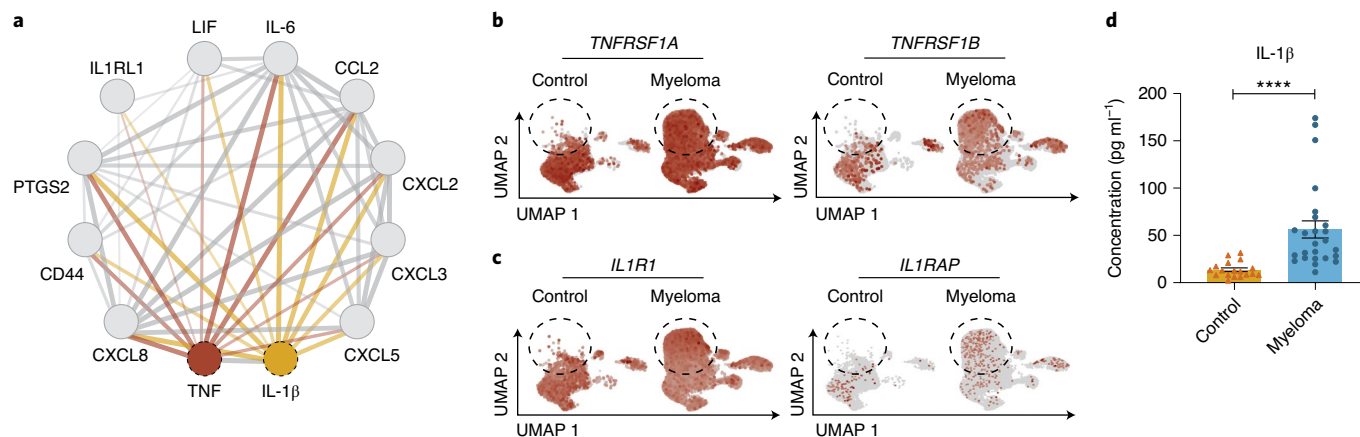 a
LIF
IL-6
IL1RL1
CCL2
PTGS2
CXCL2
CD44
CXCL3
CXCL8
CXCL5
TNF
IL-1β
b
TNFRSF1A
TNFRSF1B
Control
Myeloma
Control
Myeloma
UMAP 2
UMAP 1
UMAP 2
UMAP 1
c
IL1R1
IL1RAP
Control
Myeloma
Control
Myeloma
UMAP 2
UMAP 1
UMAP 2
UMAP 1
d
IL-1β
****
Concentration (pg ml⁻¹)
200
150
100
50
0
Control
Myeloma